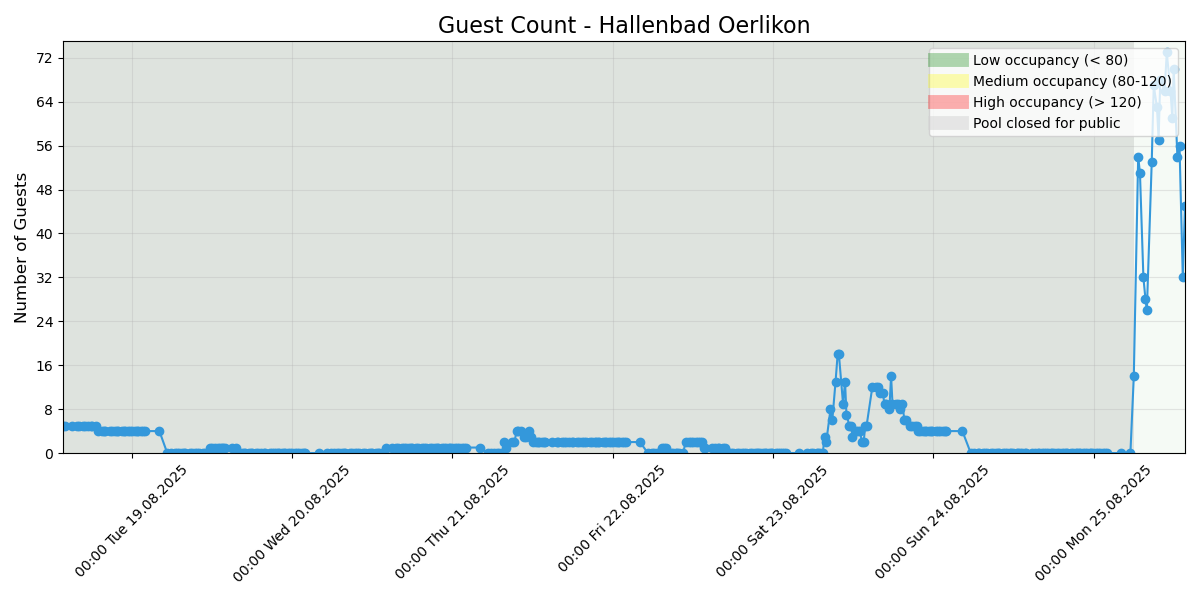 Guest Count - Hallenbad Oerlikon
Low occupancy (< 80)
Medium occupancy (80-120)
High occupancy (> 120)
Pool closed for public
Number of Guests
72
64
56
48
40
32
24
16
8
0
00:00 Tue 19.08.2025
00:00 Wed 20.08.2025
00:00 Thu 21.08.2025
00:00 Fri 22.08.2025
00:00 Sat 23.08.2025
00:00 Sun 24.08.2025
00:00 Mon 25.08.2025